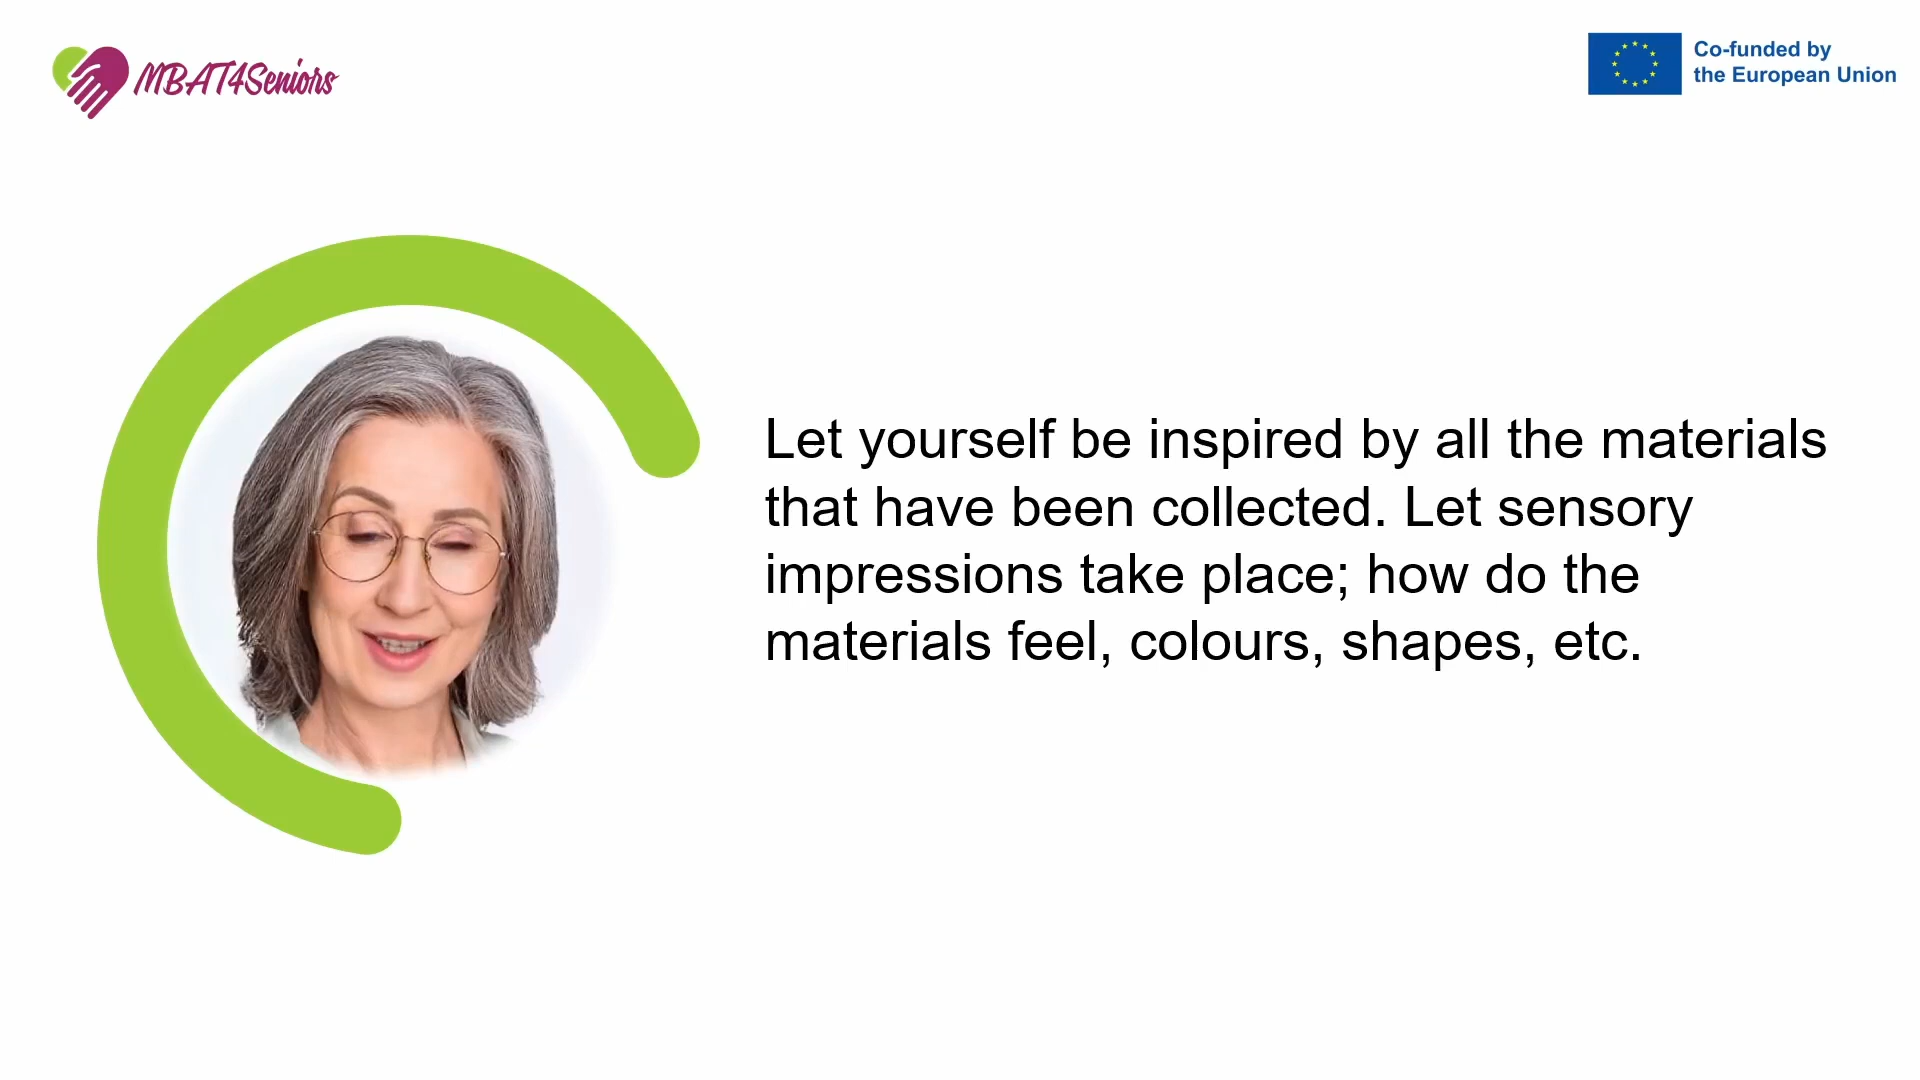 MBAT4Seniors
Co-funded by
the European Union
Let yourself be inspired by all the materials
that have been collected. Let sensory
impressions take place; how do the
materials feel, colours, shapes, etc.